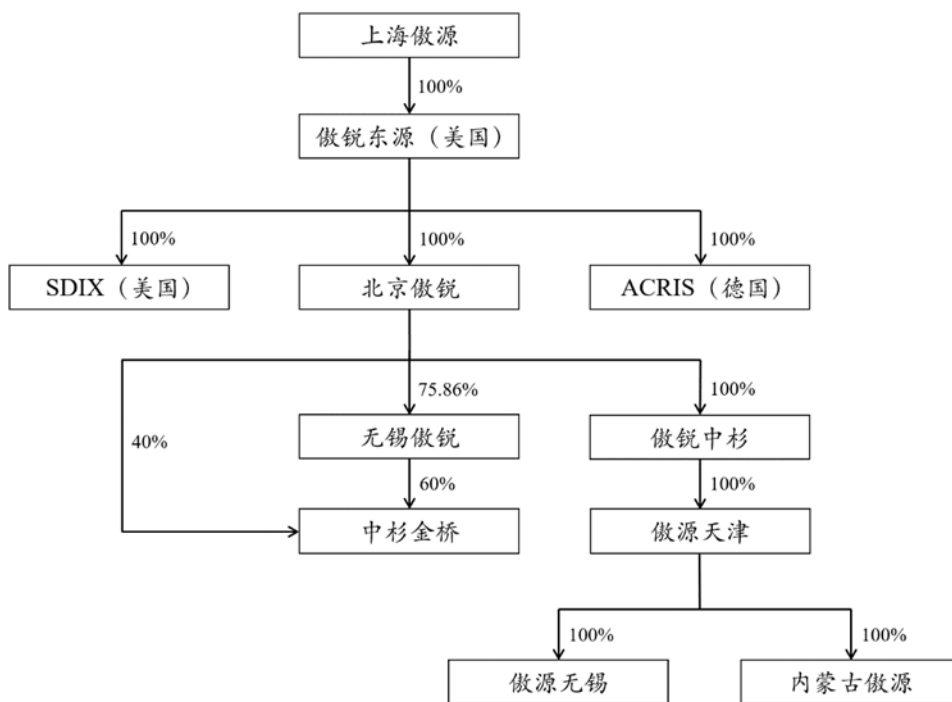 上海傲源
100%
傲锐东源（美国）
100%
100%
100%
SDIX（美国）
北京傲锐
ACRIS（德国）
40%
75.86%
100%
无锡傲锐
傲锐中杉
60%
100%
中杉金桥
傲源天津
100%
100%
傲源无锡
内蒙古傲源